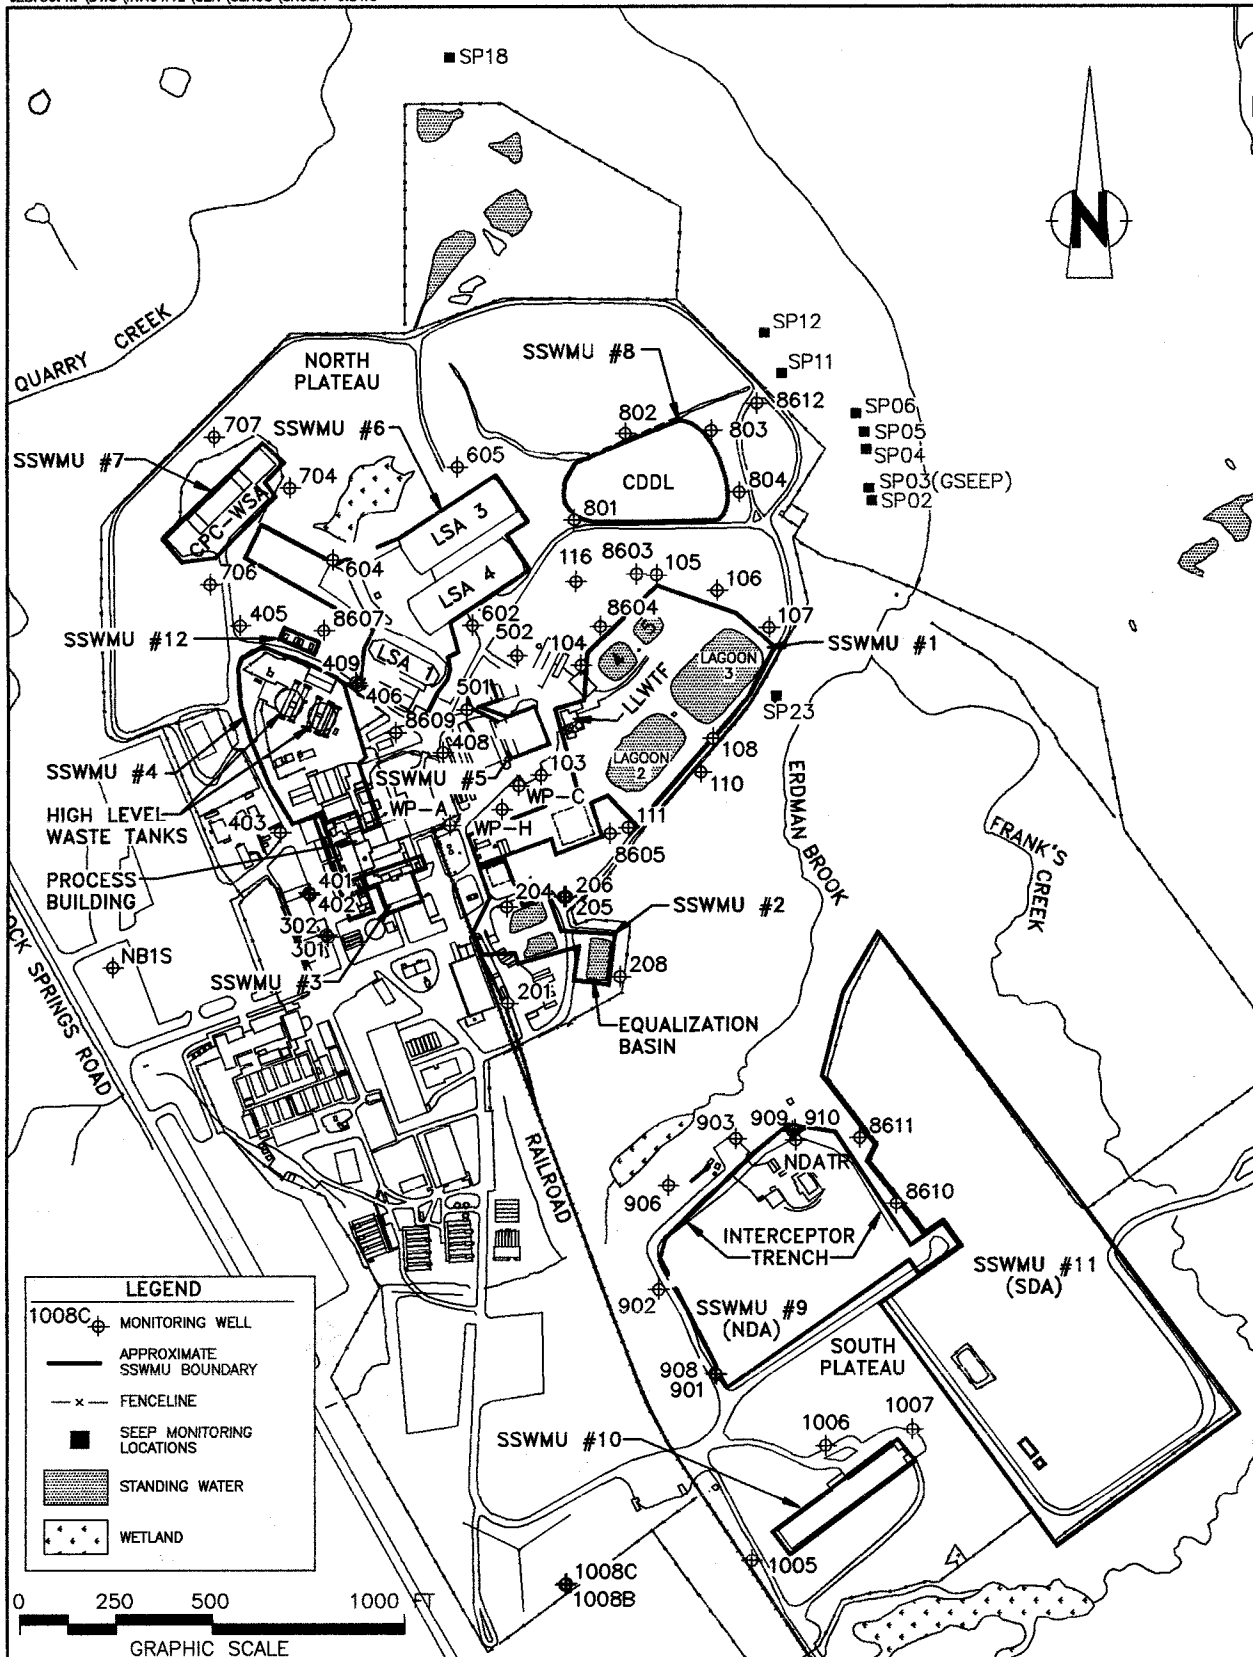 SP18
N
QUARRY CREEK
NORTH
PLATEAU
SSWMU #8
SP12
SP11
8612
SP06
SP05
SP04
SP03(GSEEP)
SP02
707
SSWMU #6
802
803
SSWMU #7
704
605
CDDL
804
CPC-WSA
LSA 3
801
604
LSA 4
116
8603
105
106
706
405
8607
602
8604
107
SSWMU #12
502
104
5
4
SSWMU #1
LAGOON
3
409
LSA 1
406
501
LLWTF
SP23
b
8609
408
108
SSWMU #4
SSWMU #5
103
LAGOON
2
110
HIGH LEVEL
WASTE TANKS
WP-A
WP-C
ERDMAN BROOK
403
WP-H
111
8605
FRANK'S
CREEK
PROCESS
BUILDING
401
402
204
206
205
SSWMU #2
302
301
NB1S
SSWMU #3
208
201
OCK SPRINGS ROAD
EQUALIZATION
BASIN
RAILROAD
903
909
910
8611
NDATR
906
8610
INTERCEPTOR
TRENCH
SSWMU #11
(SDA)
902
SSWMU #9
(NDA)
SOUTH
PLATEAU
908
901
1006
1007
SSWMU #10
1005
1008C
1008B
LEGEND
1008C MONITORING WELL
APPROXIMATE
SSWMU BOUNDARY
x FENCELINE
SEEP MONITORING
LOCATIONS
STANDING WATER
WETLAND
0 250 500 1000 FT
GRAPHIC SCALE